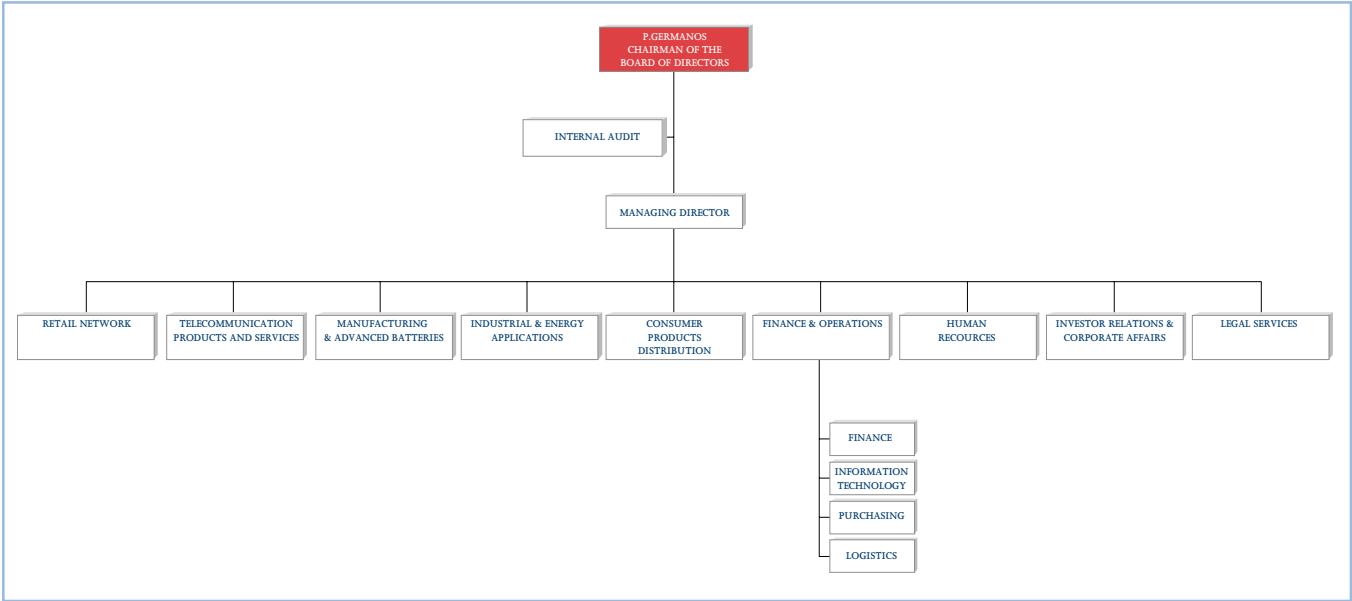 P.GERMANOS
CHAIRMAN OF THE
BOARD OF DIRECTORS
INTERNAL AUDIT
MANAGING DIRECTOR
RETAIL NETWORK
TELECOMMUNICATION
PRODUCTS AND SERVICES
MANUFACTURING
& ADVANCED BATTERIES
INDUSTRIAL & ENERGY
APPLICATIONS
CONSUMER
PRODUCTS
DISTRIBUTION
FINANCE & OPERATIONS
HUMAN
RECOURCES
INVESTOR RELATIONS &
CORPORATE AFFAIRS
LEGAL SERVICES
FINANCE
INFORMATION
TECHNOLOGY
PURCHASING
LOGISTICS